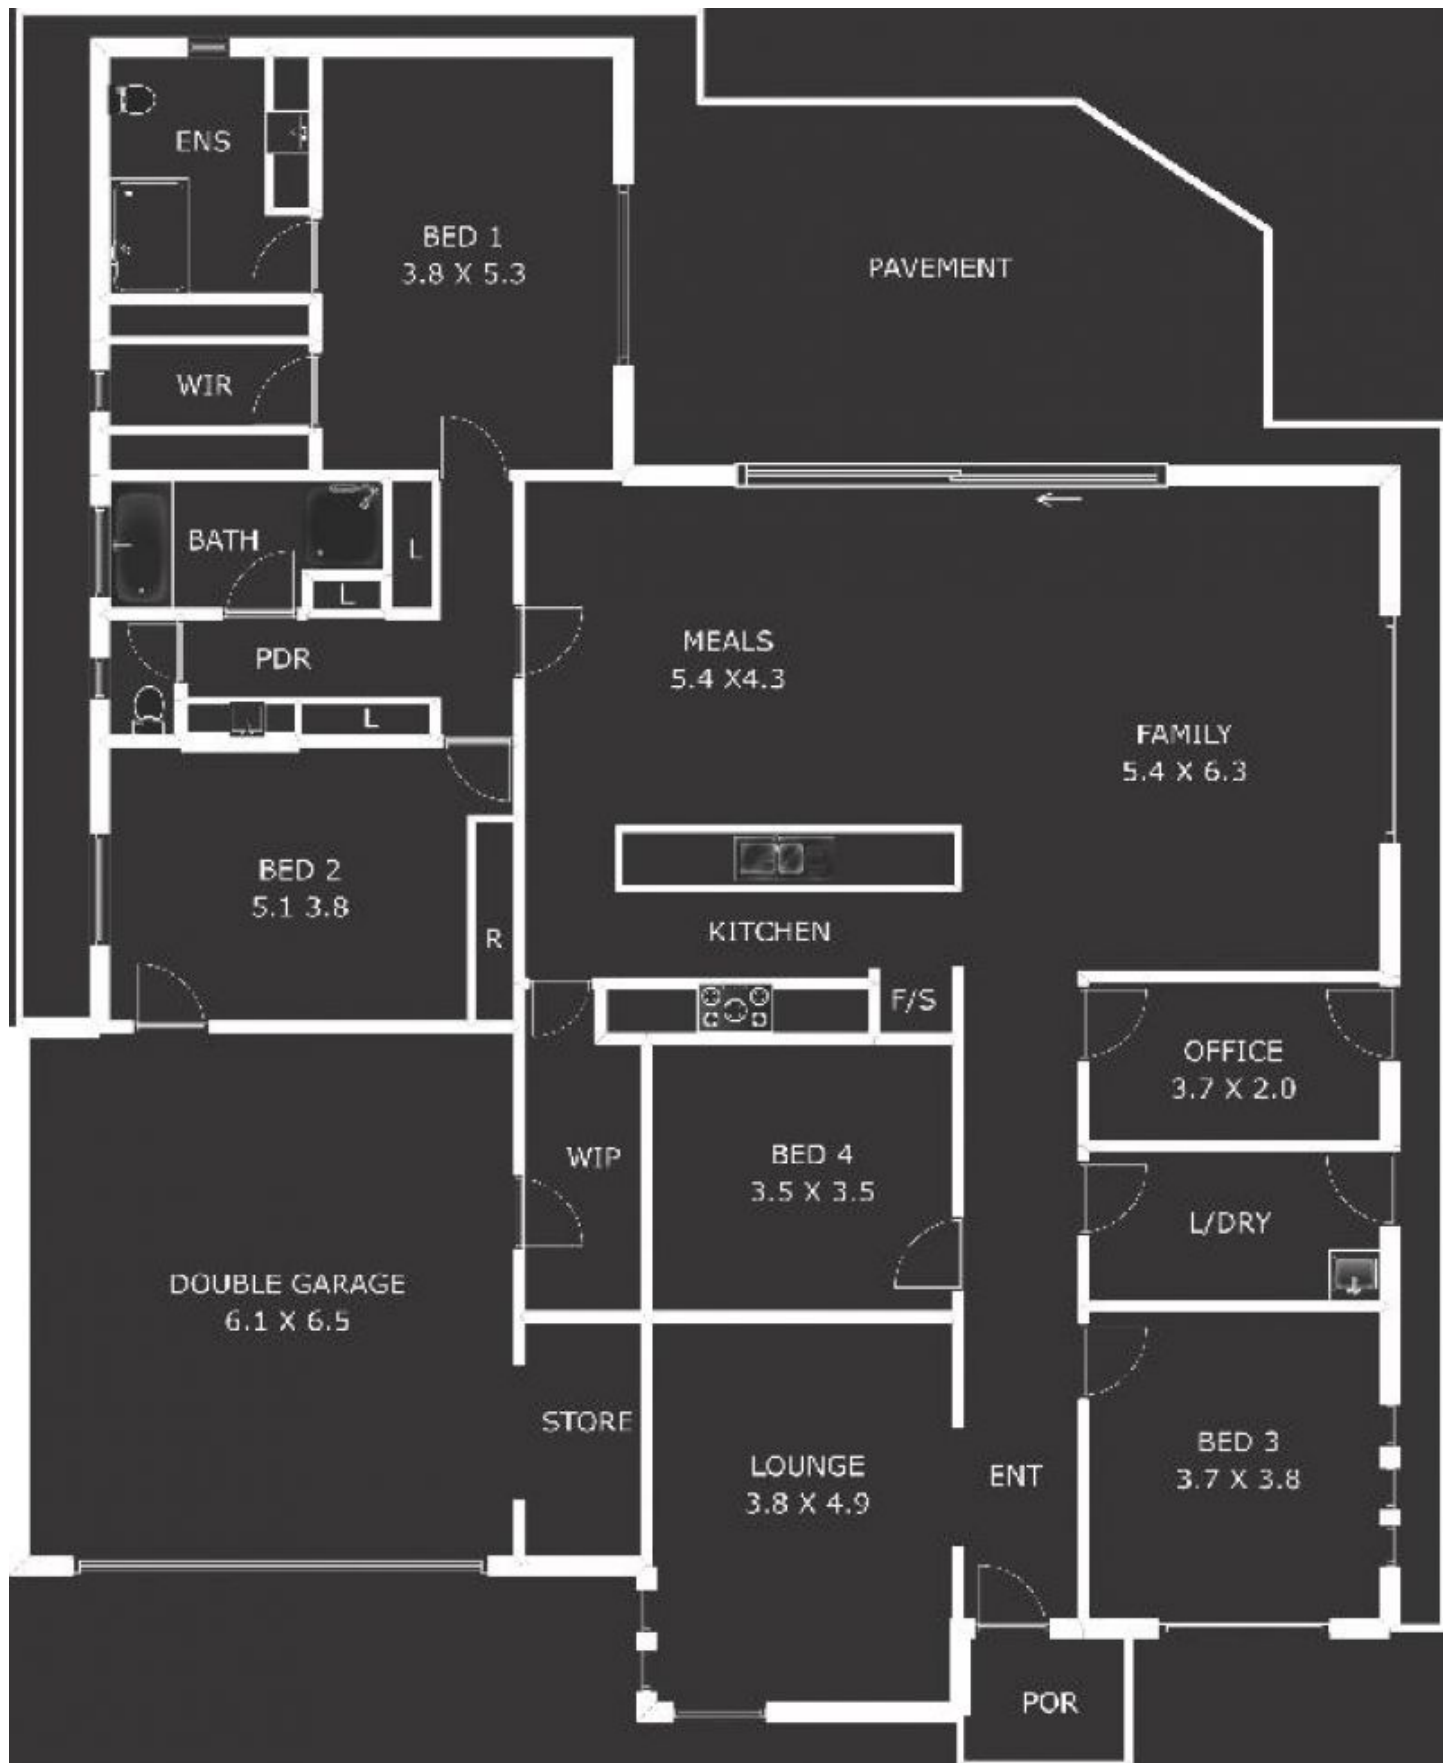 ENS
BED 1
3.8 X 5.3
PAVEMENT
WIR
BATH
L
L
PDR
L
MEALS
5.4 X4.3
FAMILY
5.4 X 6.3
BED 2
5.1 3.8
R
KITCHEN
F/S
OFFICE
3.7 X 2.0
WIP
BED 4
3.5 X 3.5
L/DRY
DOUBLE GARAGE
6.1 X 6.5
STORE
LOUNGE
3.8 X 4.9
ENT
BED 3
3.7 X 3.8
POR